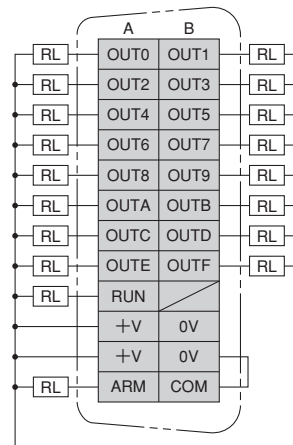 A B
RL OUT0 OUT1 RL
RL OUT2 OUT3 RL
RL OUT4 OUT5 RL
RL OUT6 OUT7 RL
RL OUT8 OUT9 RL
RL OUTA OUTB RL
RL OUTC OUTD RL
RL OUTE OUTF RL
RL RUN
+V 0V
+V 0V
RL ARM COM